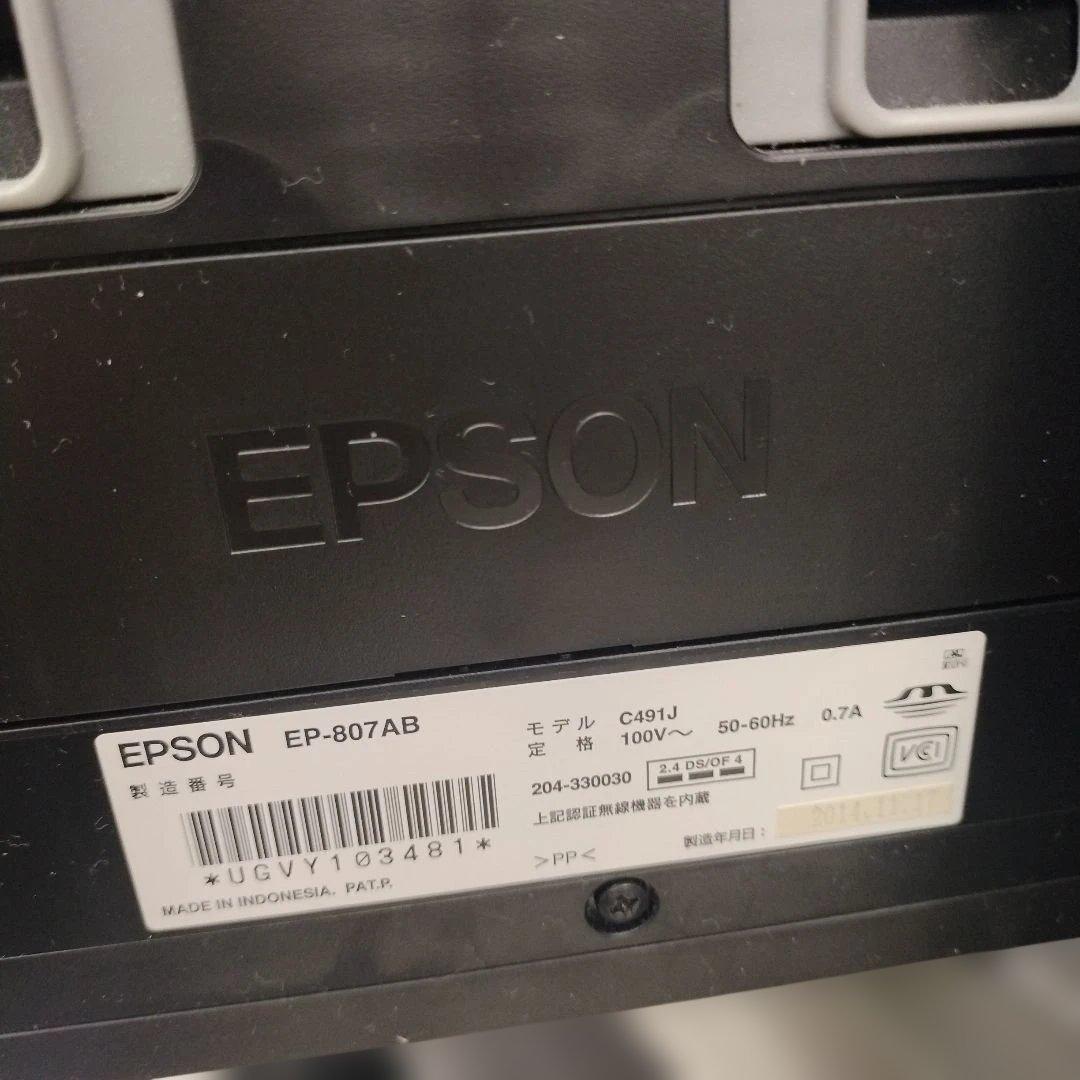 EPSON
EPSON EP-807AB
製造番号
*UGVY103481*
MADE IN INDONESIA. PAT.P.
モデル C491J
定格 100V～ 50-60Hz 0.7A
204-330030 2.4 DS/OF 4
上記認証無線機器を内蔵
>PP<
製造年月日：
VCI